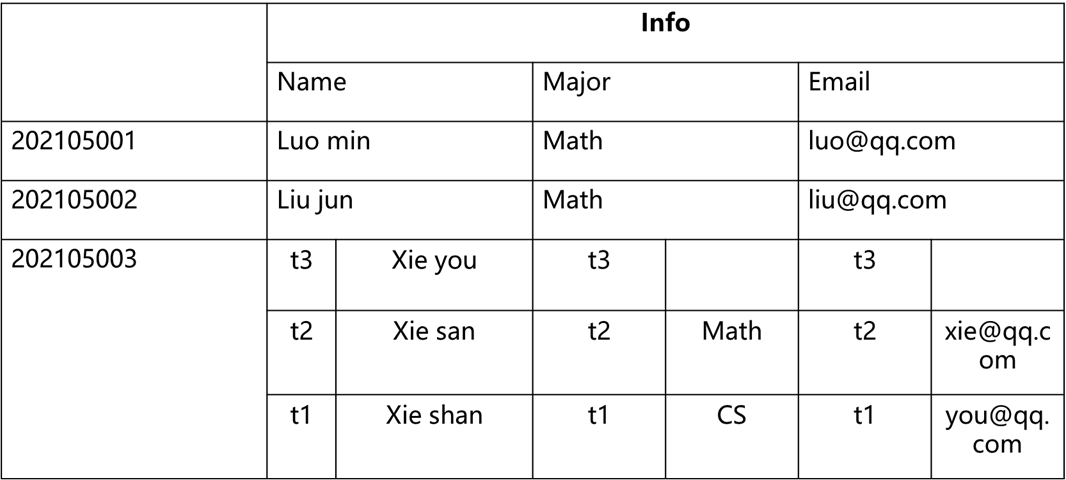 Info
Name Major Email
202105001 Luo min Math luo@qq.com
202105002 Liu jun Math liu@qq.com
202105003 t3 Xie you t3 t3
t2 Xie san t2 Math t2 xie@qq.c
om
t1 Xie shan t1 CS t1 you@qq.
com